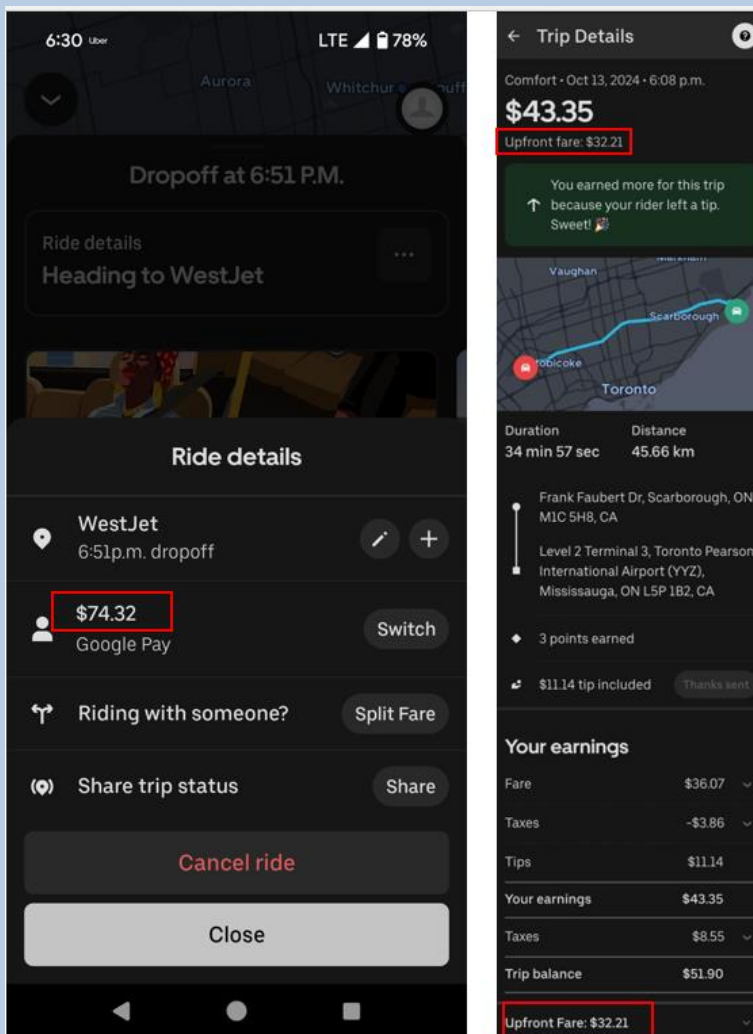 6:30 Uber LTE 78%
Aurora
Whitchur
ouff
Dropoff at 6:51 P.M.
Ride details
Heading to WestJet
Ride details
WestJet
6:51p.m. dropoff
$74.32
Switch
Google Pay
Riding with someone?
Split Fare
Share trip status
Share
Cancel ride
Close
Trip Details
Comfort · Oct 13, 2024 · 6:08 p.m.
$43.35
Upfront fare: $32.21
You earned more for this trip
because your rider left a tip.
Sweet!
Vaughan
Scarborough
obicoke
Toronto
Duration Distance
34 min 57 sec 45.66 km
Frank Faubert Dr, Scarborough, ON
M1C 5H8, CA
Level 2 Terminal 3, Toronto Pearson
International Airport (YYZ),
Mississauga, ON L5P 1B2, CA
3 points earned
$11.14 tip included Thanks sent
Your earnings
Fare $36.07
Taxes -$3.86
Tips $11.14
Your earnings $43.35
Taxes $8.55
Trip balance $51.90
Upfront Fare: $32.21